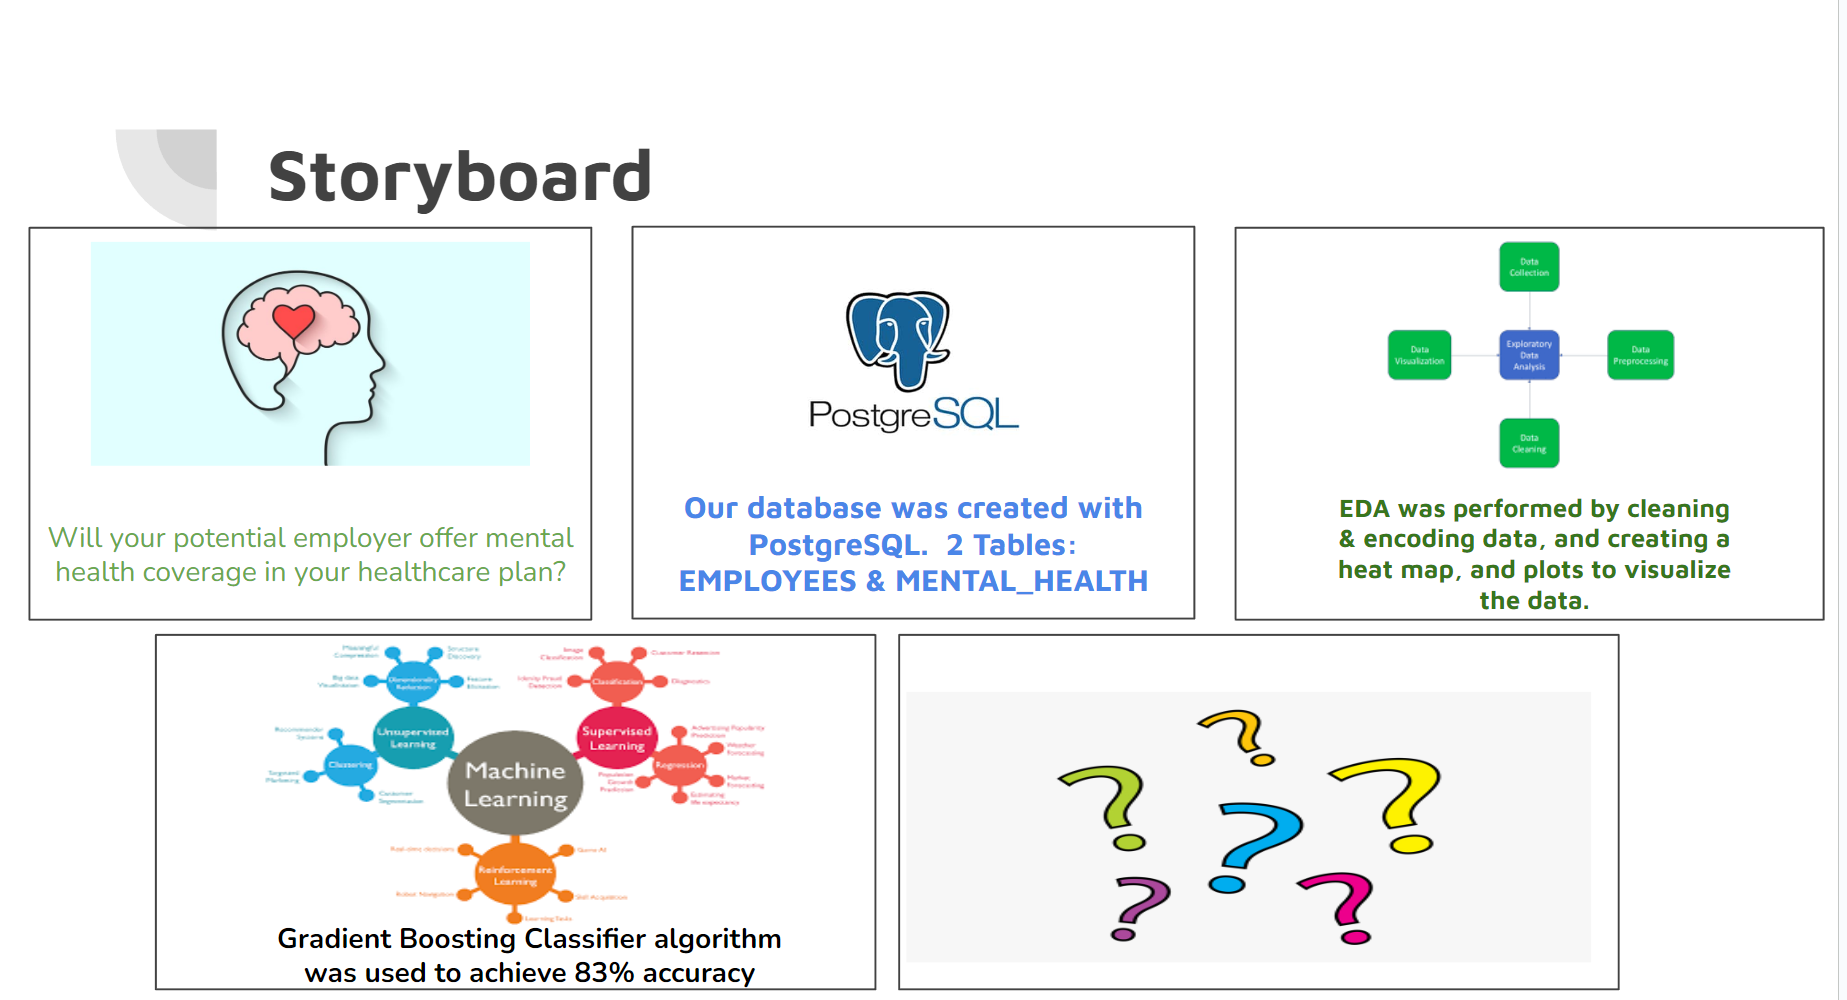 Storyboard
Will your potential employer offer mental
health coverage in your healthcare plan?
PostgreSQL
Our database was created with
PostgreSQL.  2 Tables:
EMPLOYEES & MENTAL_HEALTH
Data
Collection
Data
Visualization
Exploratory
Data
Analysis
Data
Preprocessing
Data
Cleaning
EDA was performed by cleaning
& encoding data, and creating a
heat map, and plots to visualize
the data.
Meaningful
Compression
Structure
Discovery
Big data
Visualisation
Dimensionality
Reduction
Feature
Elicitation
Recommender
Systems
Unsupervised
Learning
Clustering
Targeted
Marketing
Customer
Segmentation
Machine
Learning
Image
Classification
Customer Retention
Identity Fraud
Detection
Classification
Diagnostics
Supervised
Learning
Advertising Popularity
Prediction
Weather
Forecasting
Regression
Population
Growth
Prediction
Market
Forecasting
Estimating
life expectancy
Real-time decisions
Game AI
Reinforcement
Learning
Robot Navigation
Skill Acquisition
Learning Tasks
Gradient Boosting Classifier algorithm
was used to achieve 83% accuracy
?
?
?
?
?
?